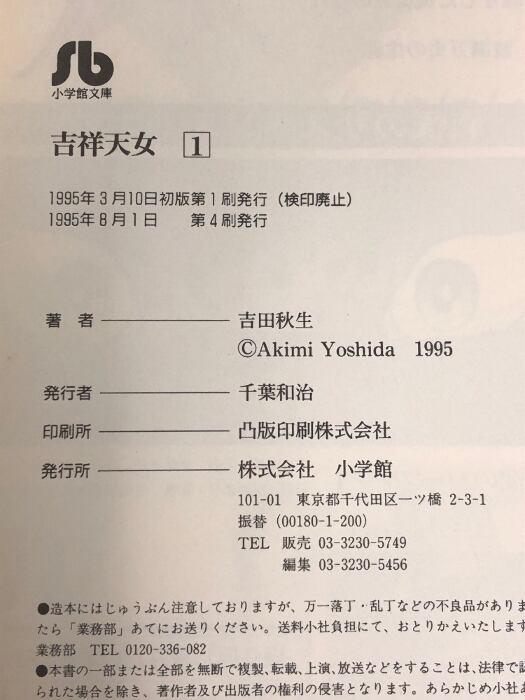 小学館文庫
吉祥天女 1
1995年3月10日初版第1刷発行（検印廃止）
1995年8月1日 第4刷発行
著 者 吉田秋生
©Akimi Yoshida 1995
発行者 千葉和治
印刷所 凸版印刷株式会社
発行所 株式会社 小学館
101-01 東京都千代田区一ツ橋 2-3-1
振替（00180-1-200）
TEL 販売 03-3230-5749
編集 03-3230-5456
●造本にはじゅうぶん注意しておりますが、万一落丁・乱丁などの不良品がありま
たら「業務部」あてにお送りください。送料小社負担にて、おとりかえいたします
業務部 TEL 0120-336-082
●本書の一部または全部を無断で複製、転載、上演、放送などをすることは、法律で認
られた場合を除き、著作者及び出版者の権利の侵害となります。あらかじめ小社あ